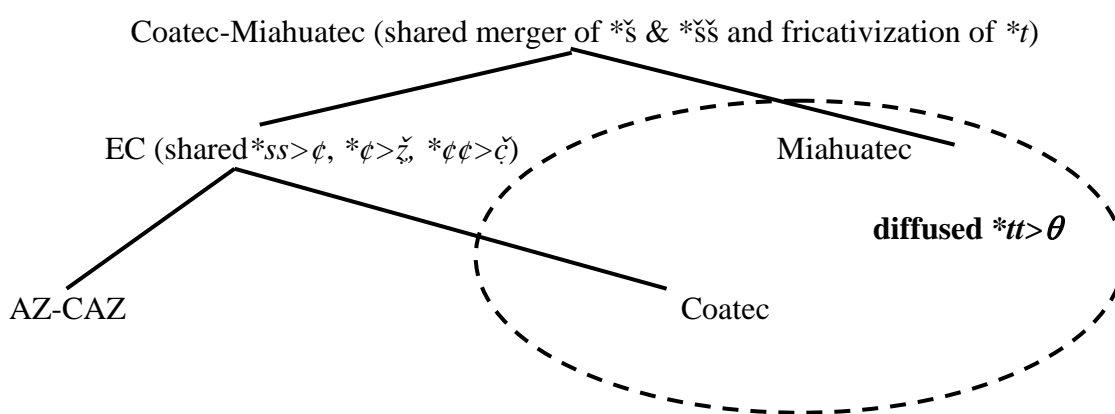 Coatec-Miahuatec (shared merger of *š & *šš and fricativization of *t)
EC (shared*ss>¢, *¢>ẓ̌, *¢¢>č̣)
Miahuatec
diffused *tt>θ
AZ-CAZ
Coatec